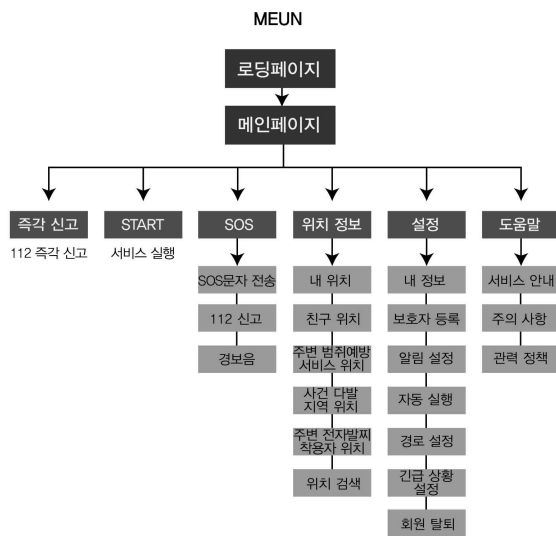 MEUN
로딩페이지
메인페이지
즉각 신고
112 즉각 신고
START
서비스 실행
SOS
SOS문자 전송
112 신고
경보음
위치 정보
내 위치
친구 위치
주변 범죄예방
서비스 위치
사건 다발
지역 위치
주변 전자발찌
착용자 위치
위치 검색
설정
내 정보
보호자 등록
알림 설정
자동 실행
경로 설정
긴급 상황
설정
회원 탈퇴
도움말
서비스 안내
주의 사항
관력 정책